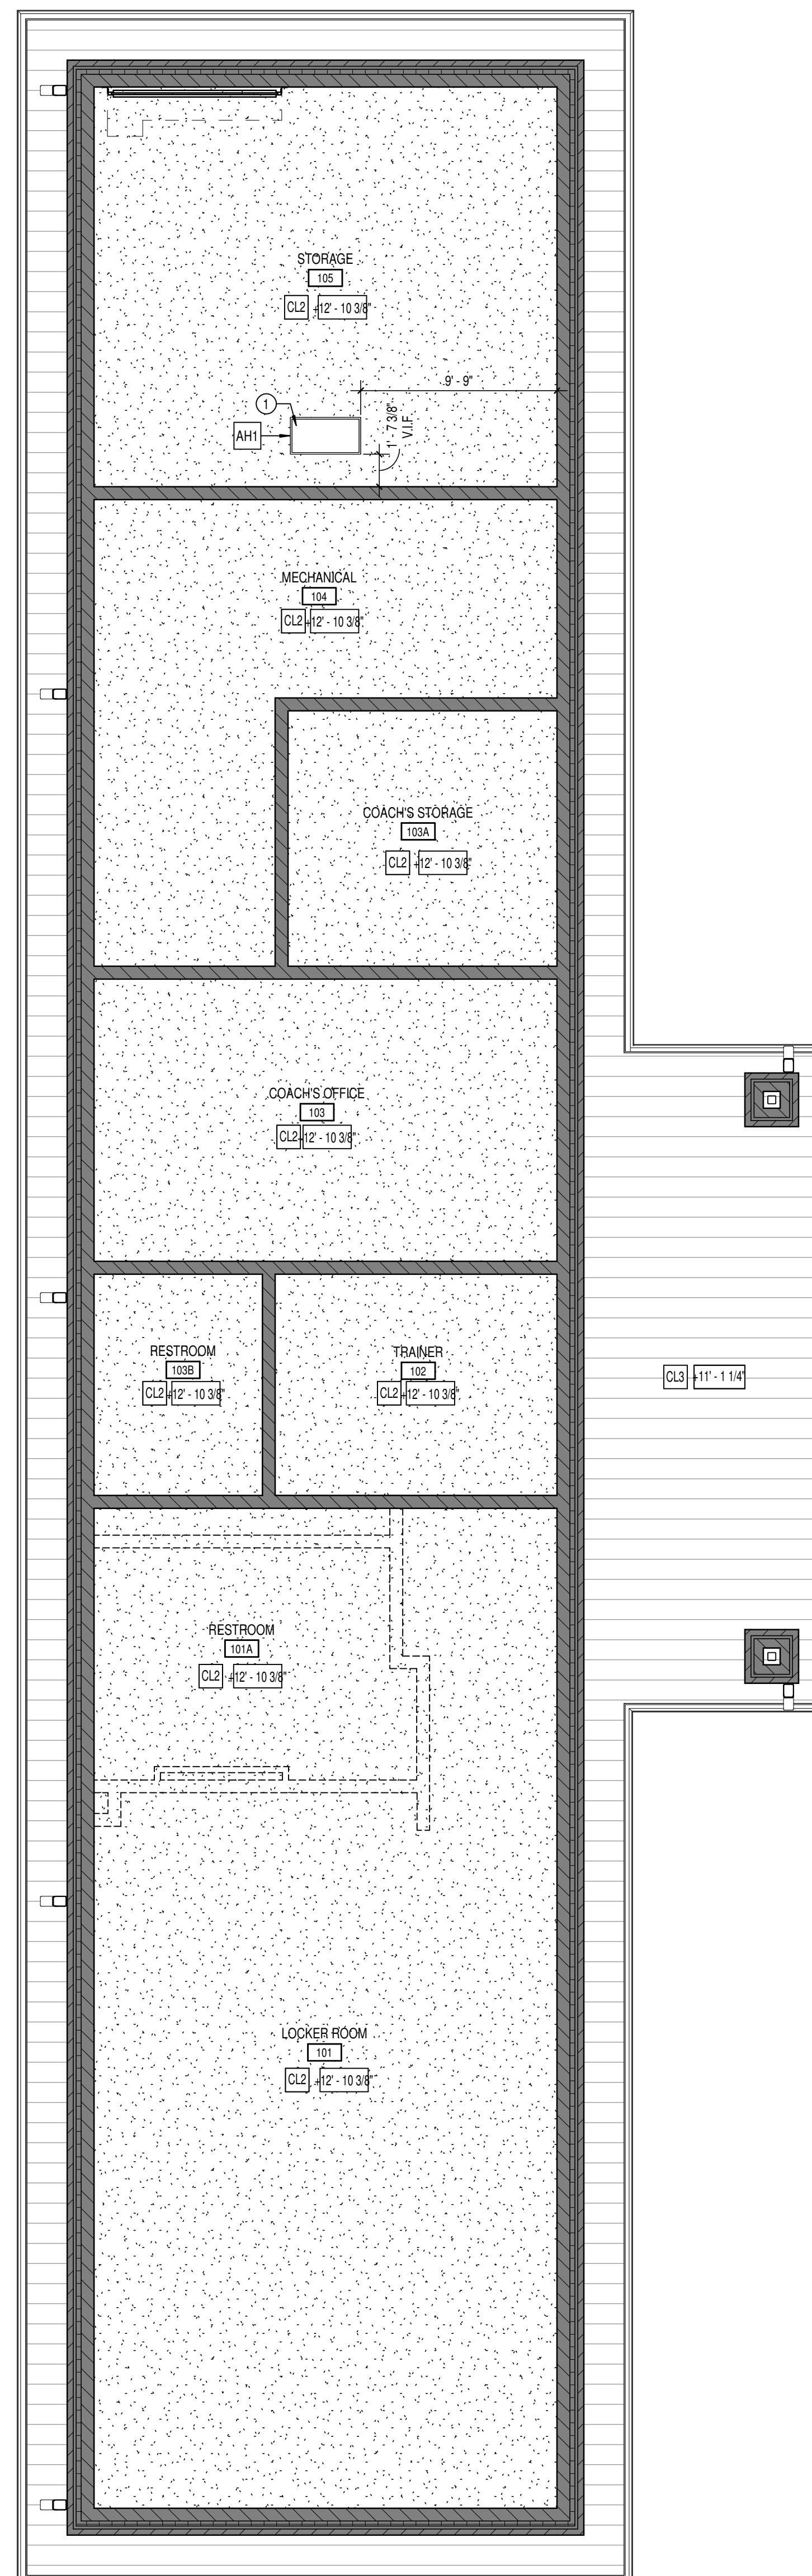 STORAGE
105
CL2 +12' - 10 3/8"
9' - 9"
1
AH1
1' 7 3/8"
V.I.F
MECHANICAL
104
CL2 +12' - 10 3/8"
COACH'S STORAGE
103A
CL2 +12' - 10 3/8"
COACH'S OFFICE
103
CL2 +12' - 10 3/8"
RESTROOM
103B
CL2 +12' - 10 3/8"
TRAINER
102
CL2 +12' - 10 3/8"
CL3 +11' - 1 1/4"
RESTROOM
101A
CL2 +12' - 10 3/8"
LOCKER ROOM
101
CL2 +12' - 10 3/8"